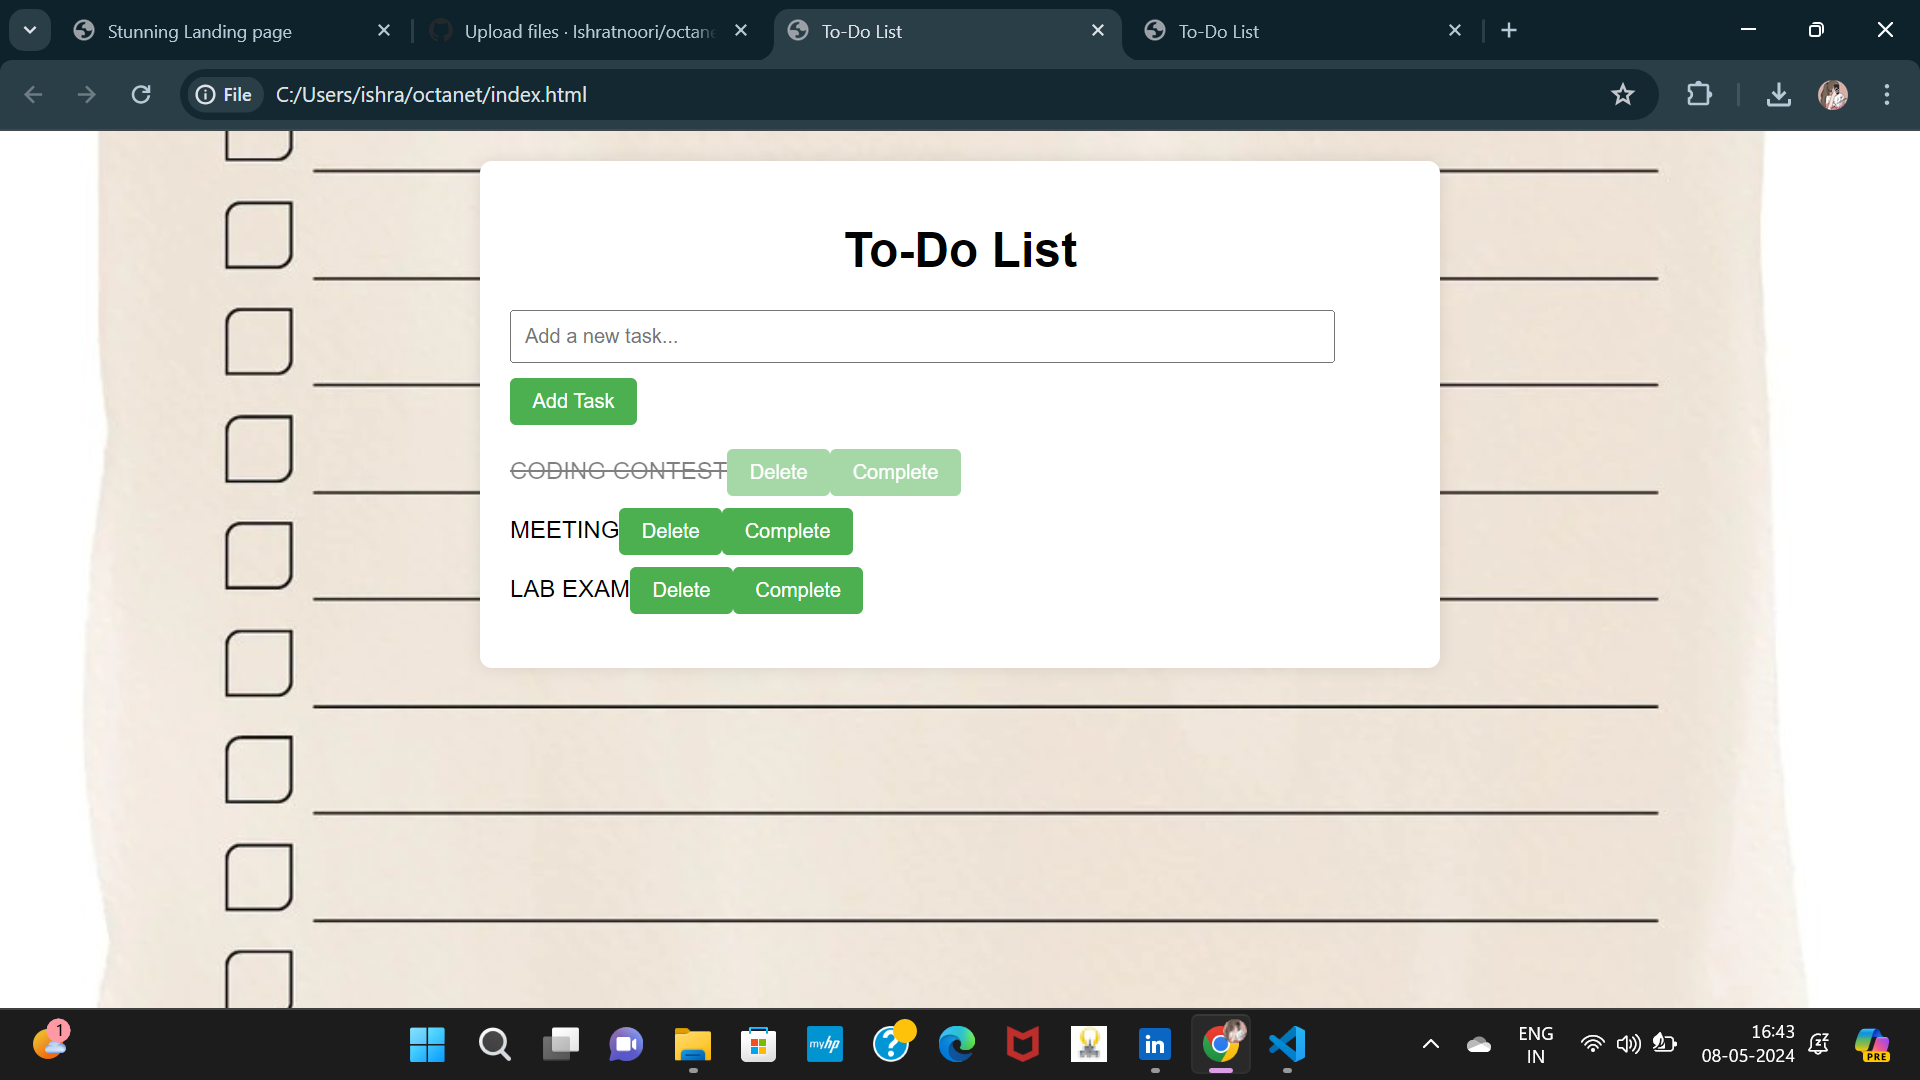 Stunning Landing page
Upload files · Ishratnoori/octane
To-Do List
To-Do List
File
C:/Users/ishra/octanet/index.html
To-Do List
Add a new task...
Add Task
CODING CONTEST Delete Complete
MEETING Delete Complete
LAB EXAM Delete Complete
1
myhp
?
in
ENG
IN
16:43
08-05-2024
PRE